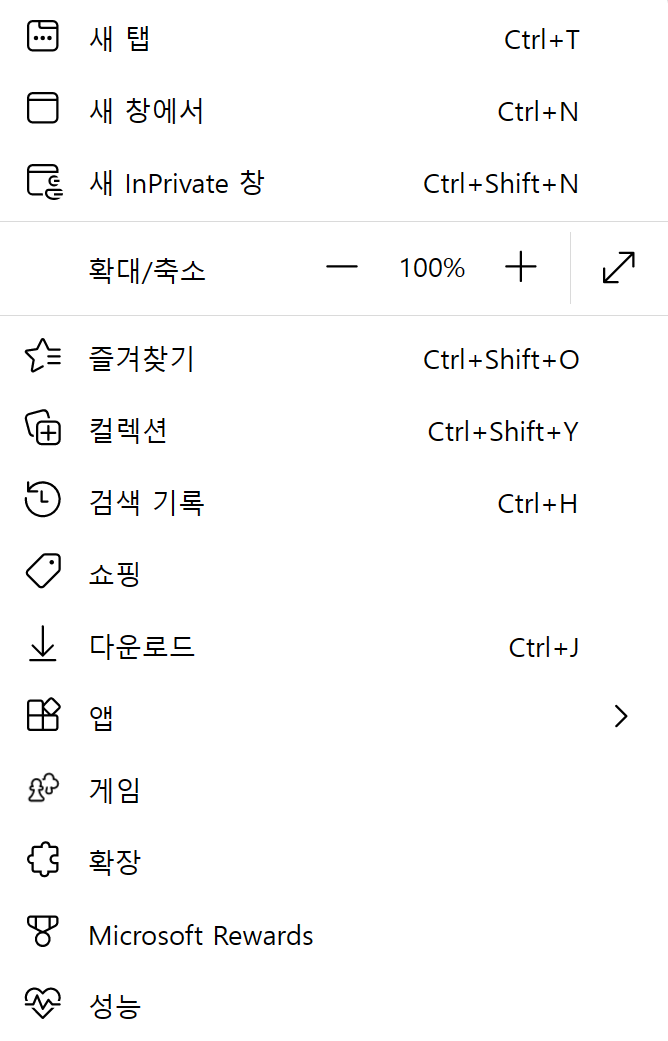 새 탭 Ctrl+T
새 창에서 Ctrl+N
새 InPrivate 창 Ctrl+Shift+N
확대/축소 — 100% +
즐겨찾기 Ctrl+Shift+O
컬렉션 Ctrl+Shift+Y
검색 기록 Ctrl+H
쇼핑
다운로드 Ctrl+J
앱
게임
확장
Microsoft Rewards
성능